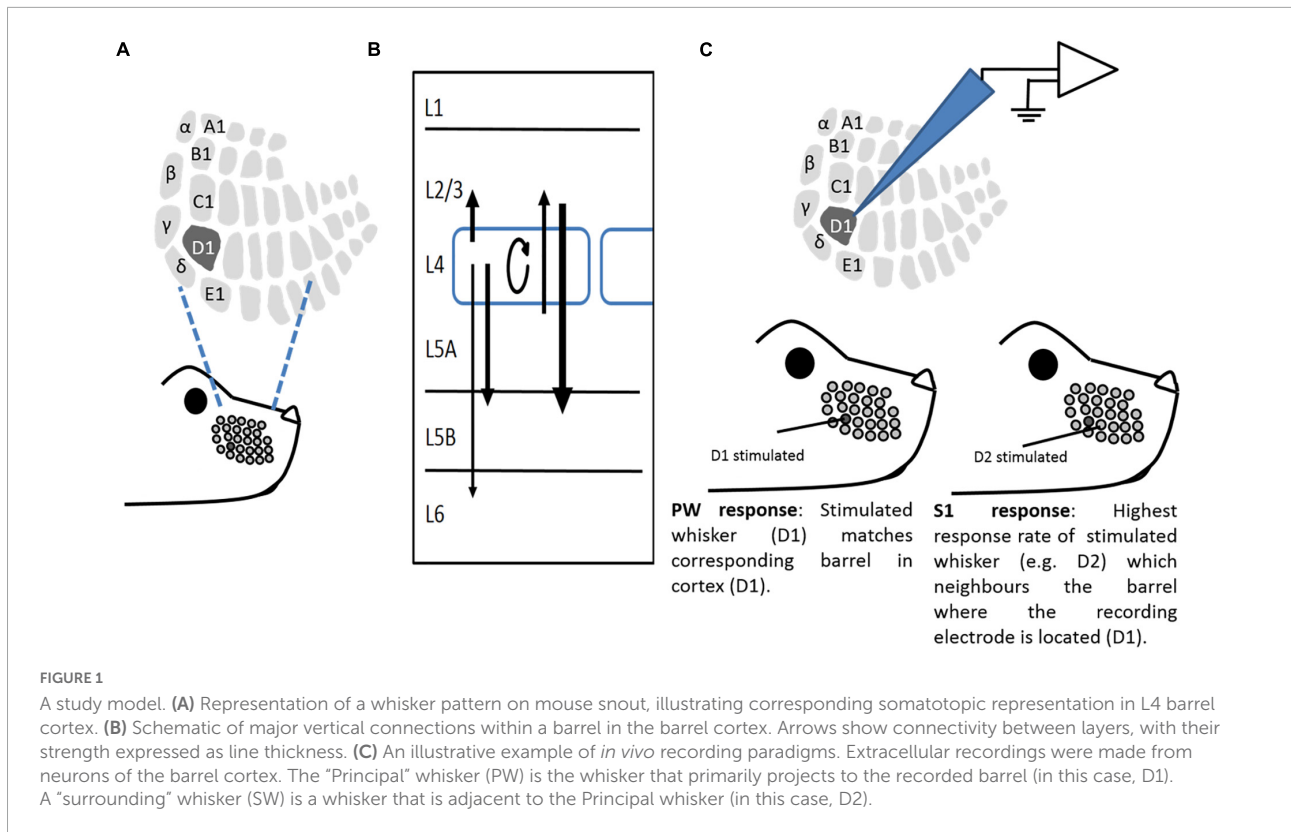 A
B
C
α A1
B1
β
C1
γ
D1
δ
E1
L1
L2/3
L4
L5A
L5B
L6
α A1
B1
β
C1
γ
D1
δ
E1
D1 stimulated
D2 stimulated
PW response: Stimulated
whisker (D1) matches
corresponding barrel in
cortex (D1).
S1 response: Highest
response rate of stimulated
whisker (e.g. D2) which
neighbours the barrel
where the recording
electrode is located (D1).
FIGURE 1
A study model. (A) Representation of a whisker pattern on mouse snout, illustrating corresponding somatotopic representation in L4 barrel
cortex. (B) Schematic of major vertical connections within a barrel in the barrel cortex. Arrows show connectivity between layers, with their
strength expressed as line thickness. (C) An illustrative example of in vivo recording paradigms. Extracellular recordings were made from
neurons of the barrel cortex. The “Principal” whisker (PW) is the whisker that primarily projects to the recorded barrel (in this case, D1).
A “surrounding” whisker (SW) is a whisker that is adjacent to the Principal whisker (in this case, D2).